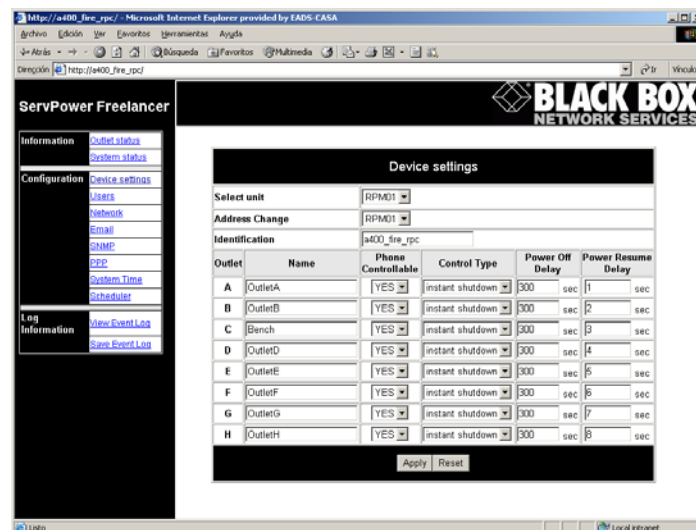 http://a400_fire_rpc/ - Microsoft Internet Explorer provided by EADS-CASA
Archivo Edición Ver Favoritos Herramientas Ayuda
Atrás Búsqueda Favoritos Multimedia
Dirección http://a400_fire_rpc/ Ir Vínculos
ServPower Freelancer
BLACK BOX
NETWORK SERVICES
Information
Outlet status
System status
Configuration
Device settings
Users
Network
Email
SNMP
PPP
System Time
Scheduler
Log Information
View Event Log
Save Event Log
Device settings
Select unit RPM01
Address Change RPM01
Identification a400_fire_rpc
Outlet Name Phone Controllable Control Type Power Off Delay Power Resume Delay
A OutletA YES instant shutdown 300 sec 1 sec
B OutletB YES instant shutdown 300 sec 2 sec
C Bench YES instant shutdown 300 sec 3 sec
D OutletD YES instant shutdown 300 sec 4 sec
E OutletE YES instant shutdown 300 sec 5 sec
F OutletF YES instant shutdown 300 sec 6 sec
G OutletG YES instant shutdown 300 sec 7 sec
H OutletH YES instant shutdown 300 sec 8 sec
Apply Reset
Listo Local intranet